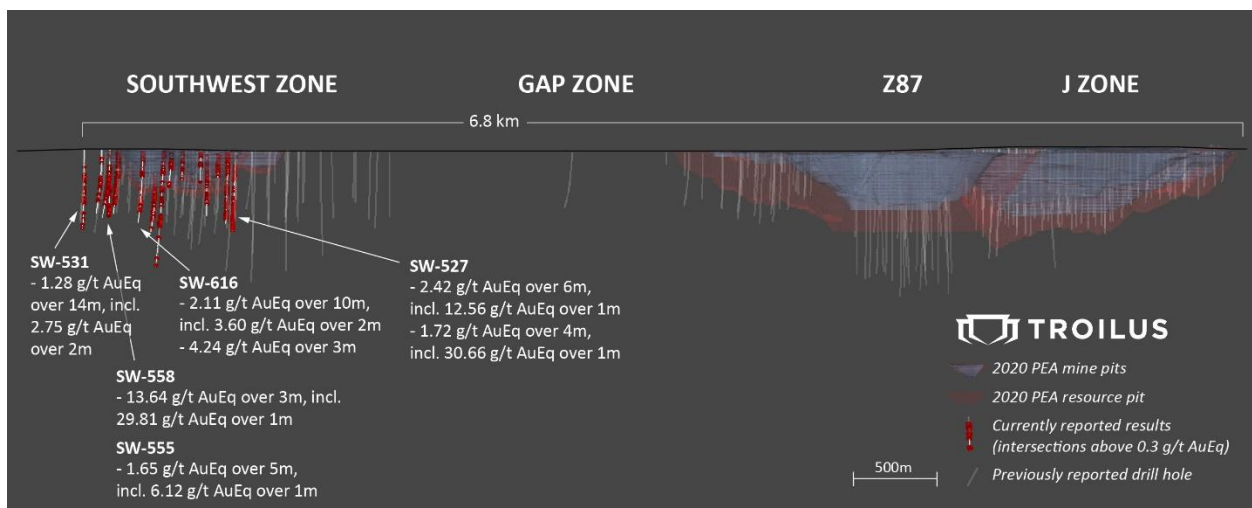 SOUTHWEST ZONE
GAP ZONE
Z87
J ZONE
6.8 km
SW-531
- 1.28 g/t AuEq
over 14m, incl.
2.75 g/t AuEq
over 2m
SW-616
- 2.11 g/t AuEq over 10m,
incl. 3.60 g/t AuEq over 2m
- 4.24 g/t AuEq over 3m
SW-527
- 2.42 g/t AuEq over 6m,
incl. 12.56 g/t AuEq over 1m
- 1.72 g/t AuEq over 4m,
incl. 30.66 g/t AuEq over 1m
SW-558
- 13.64 g/t AuEq over 3m, incl.
29.81 g/t AuEq over 1m
SW-555
- 1.65 g/t AuEq over 5m,
incl. 6.12 g/t AuEq over 1m
TROILUS
2020 PEA mine pits
2020 PEA resource pit
Currently reported results
(intersections above 0.3 g/t AuEq)
Previously reported drill hole
500m